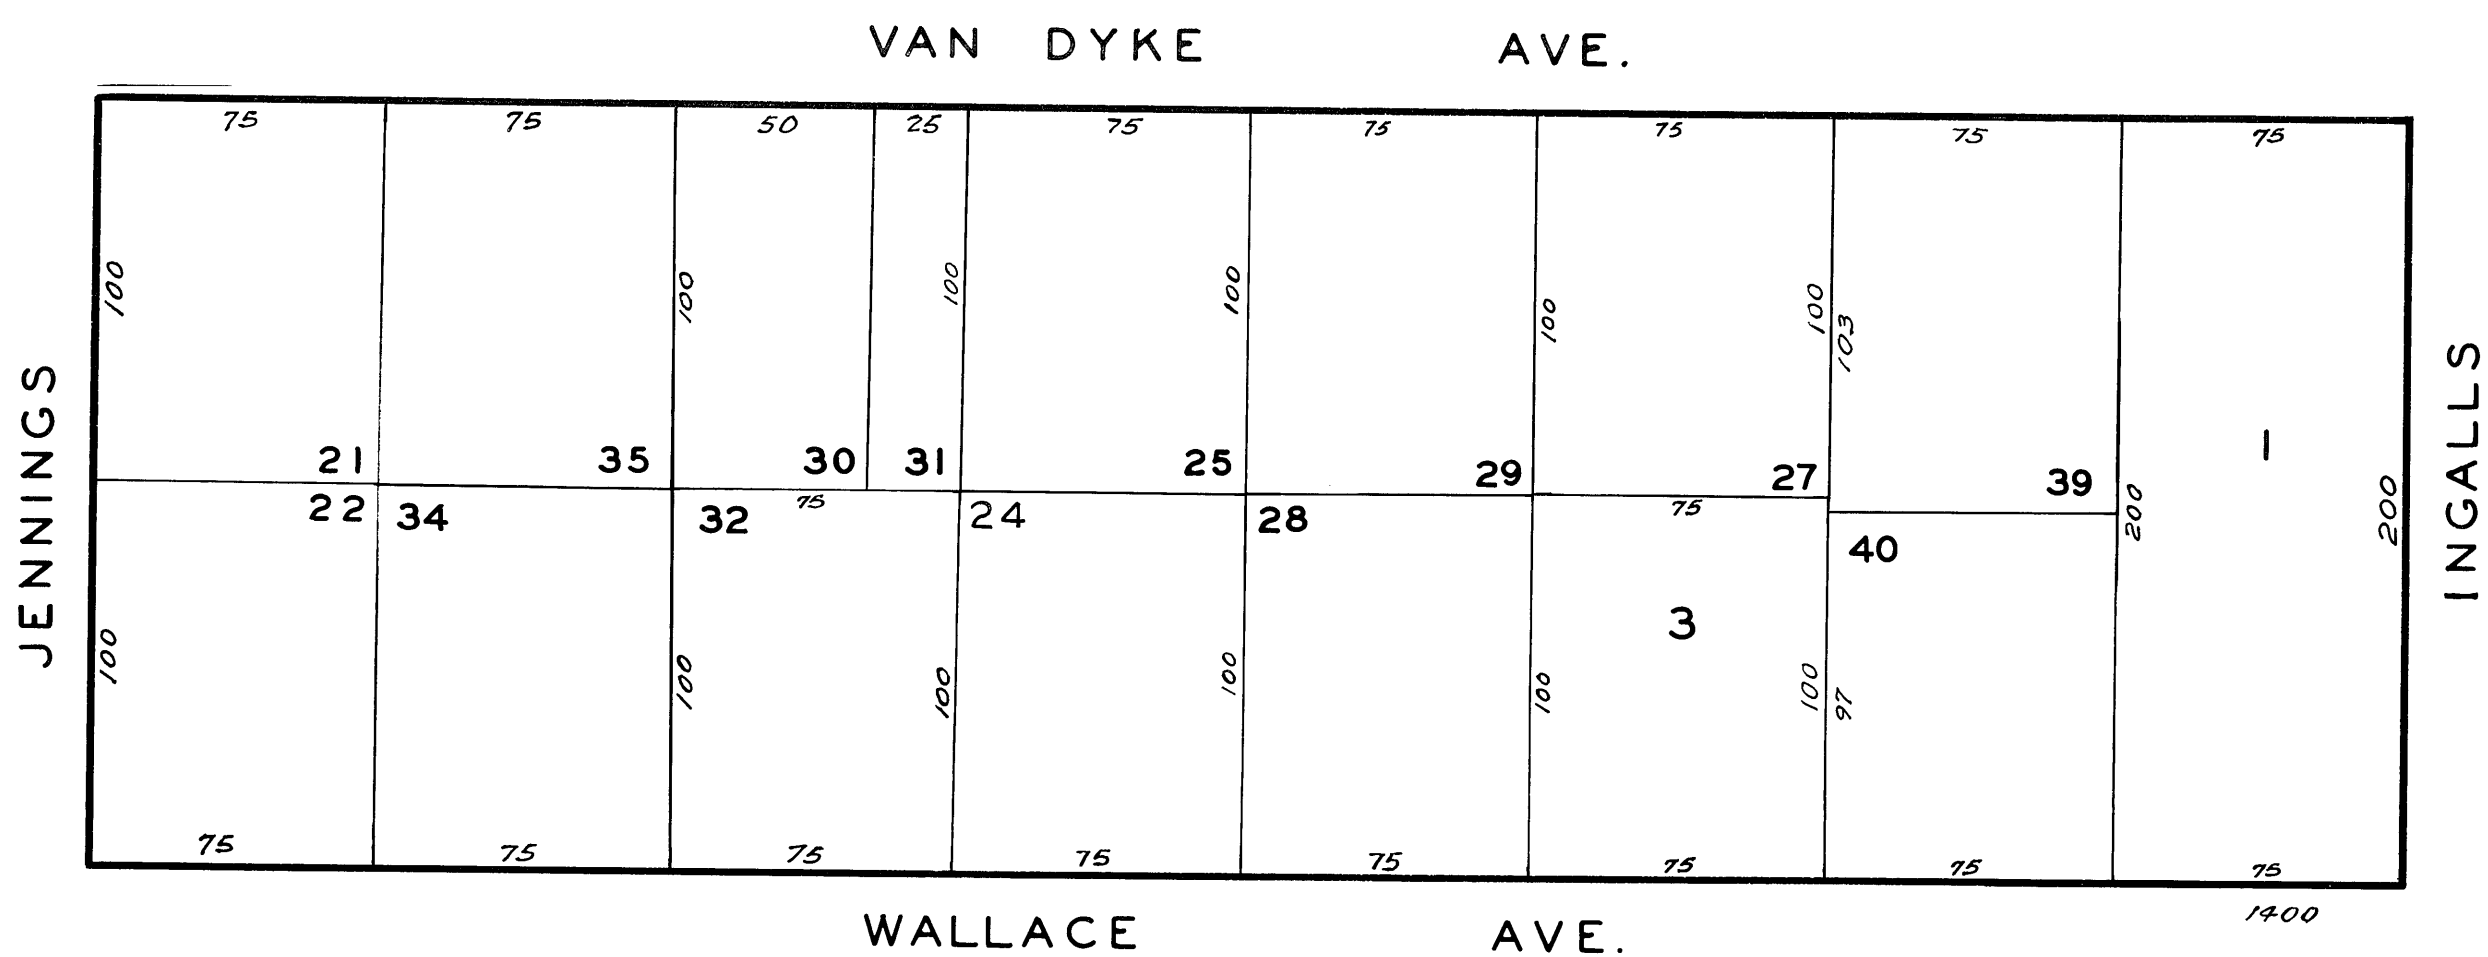 VAN DYKE AVE.
75 75 50 25 75 75 75 75 75
100 100 100 100 100 100 103
JENNINGS
INGALLS
21 35 30 31 25 29 27 39 1
22 34 32 75 24 28 75 40 200 200
3
100 100 100 100 100 100 97
75 75 75 75 75 75 75 75
WALLACE AVE.
1400